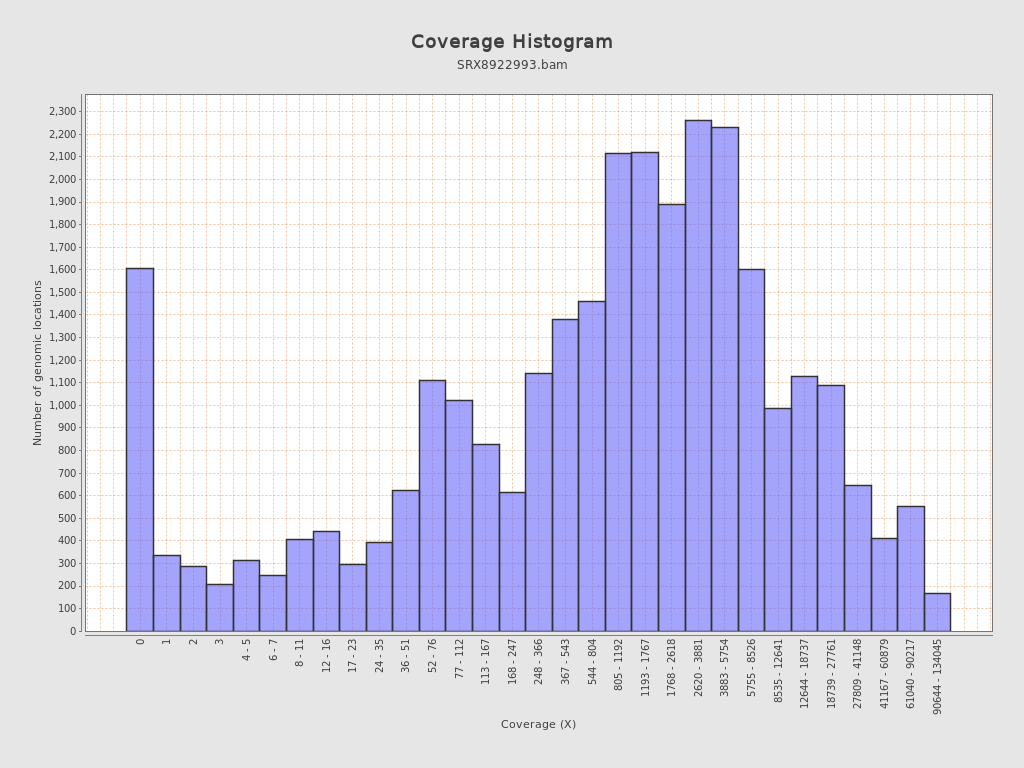 Coverage Histogram
SRX8922993.bam
Number of genomic locations
2,300
2,200
2,100
2,000
1,900
1,800
1,700
1,600
1,500
1,400
1,300
1,200
1,100
1,000
900
800
700
600
500
400
300
200
100
0
0
1
2
3
4 - 5
6 - 7
8 - 11
12 - 16
17 - 23
24 - 35
36 - 51
52 - 76
77 - 112
113 - 167
168 - 247
248 - 366
367 - 543
544 - 804
805 - 1192
1193 - 1767
1768 - 2618
2620 - 3881
3883 - 5754
5755 - 8526
8535 - 12641
12644 - 18737
18739 - 27761
27809 - 41148
41167 - 60879
61040 - 90217
90644 - 134045
Coverage (X)